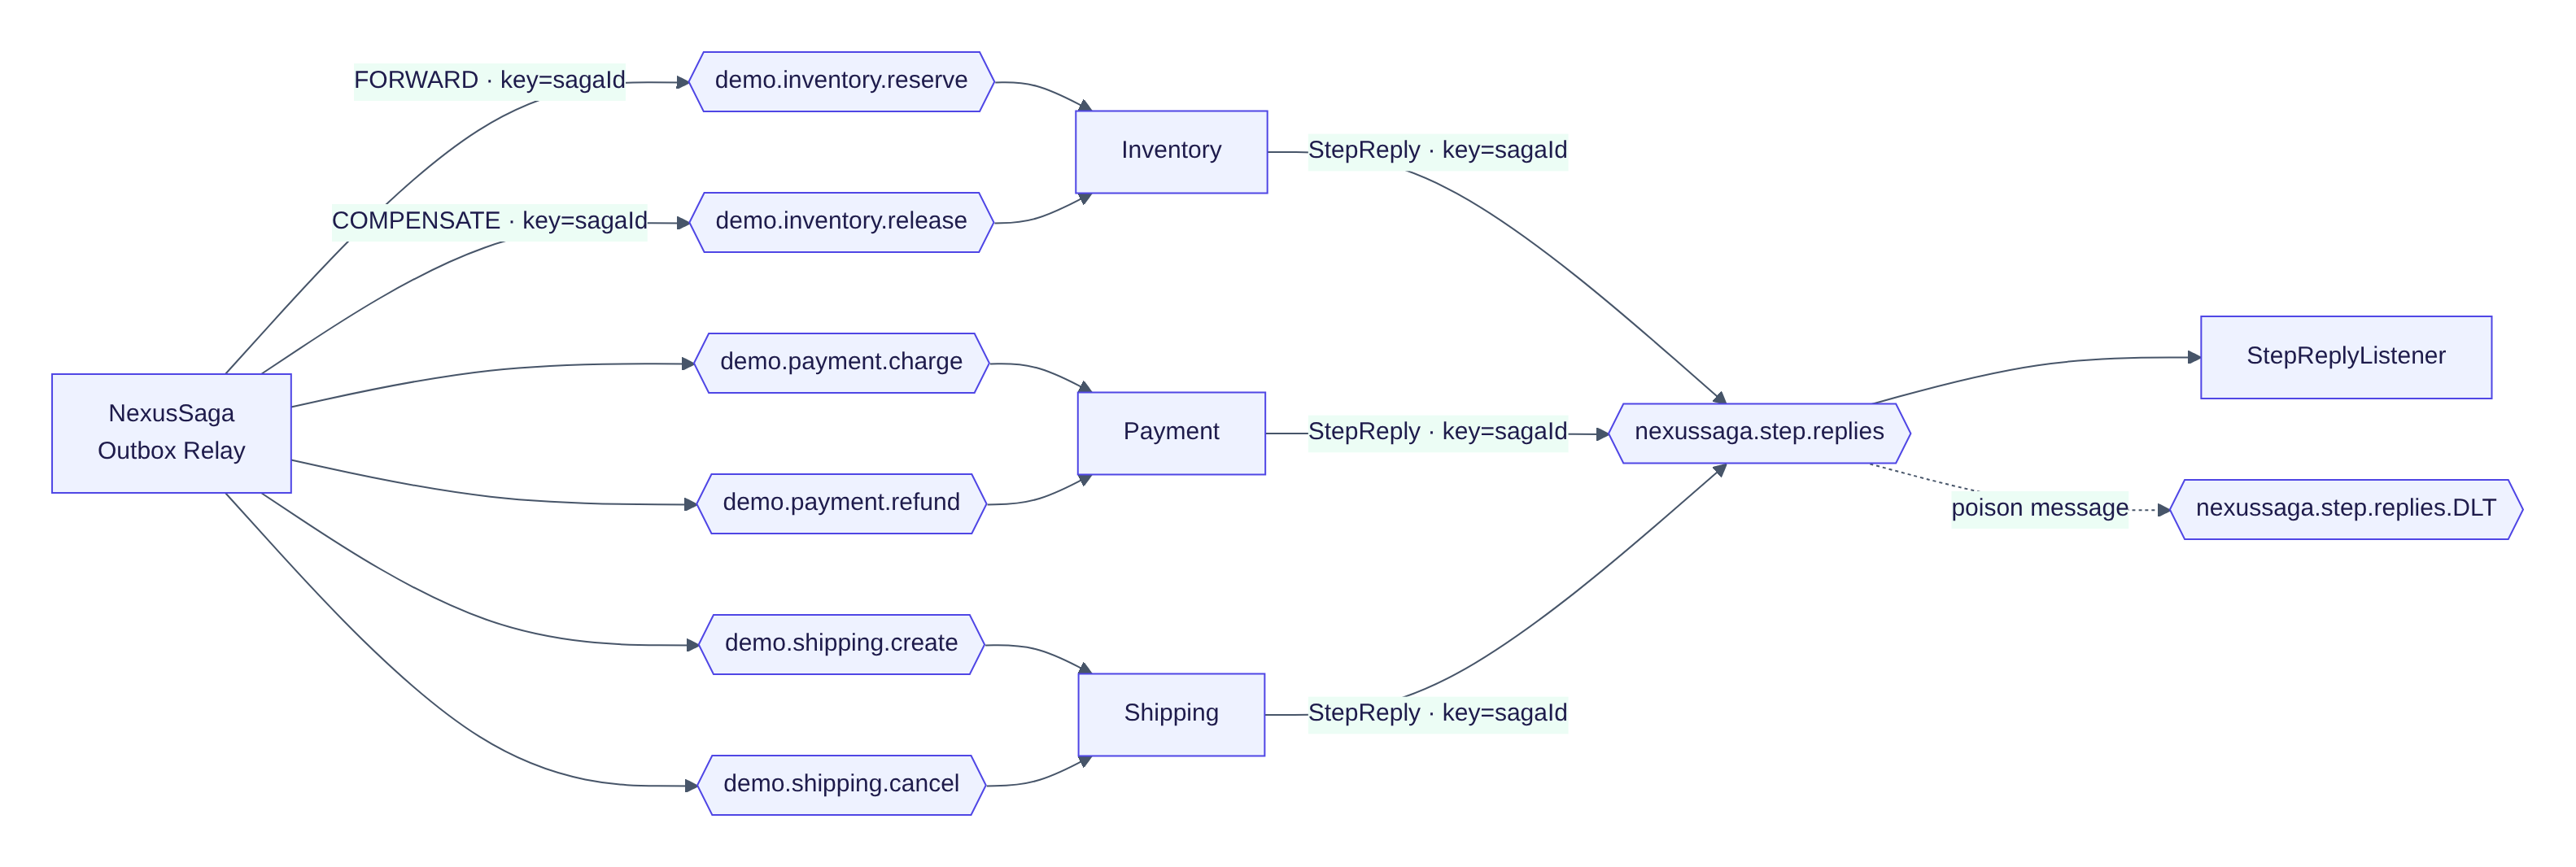 FORWARD · key=sagaId
COMPENSATE · key=sagaId
NexusSaga
Outbox Relay
demo.inventory.reserve
demo.inventory.release
demo.payment.charge
demo.payment.refund
demo.shipping.create
demo.shipping.cancel
Inventory
Payment
Shipping
StepReply · key=sagaId
StepReply · key=sagaId
StepReply · key=sagaId
nexussaga.step.replies
poison message
StepReplyListener
nexussaga.step.replies.DLT